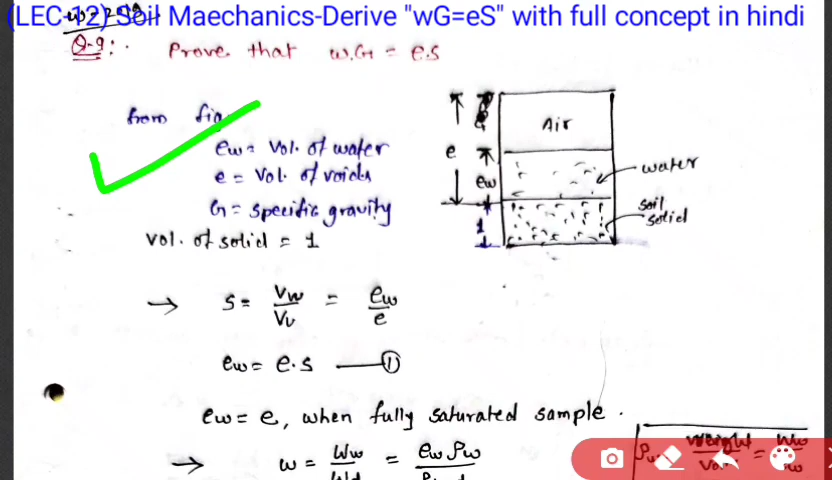 (LEC-12) Soil Maechanics-Derive "wG=eS" with full concept in hindi
Q-9:. Prove that w.G = e.s
from fig
ew = Vol. of water
e = Vol. of voids
G = specific gravity
Vol. of solid = 1
Air
e
ew
1
water
soil
solid
→ S = Vw/Vv = ew/e
ew = e.s —— ①
ew = e, when fully saturated sample.
→ w = Ww/Wd = ew ρw
weight